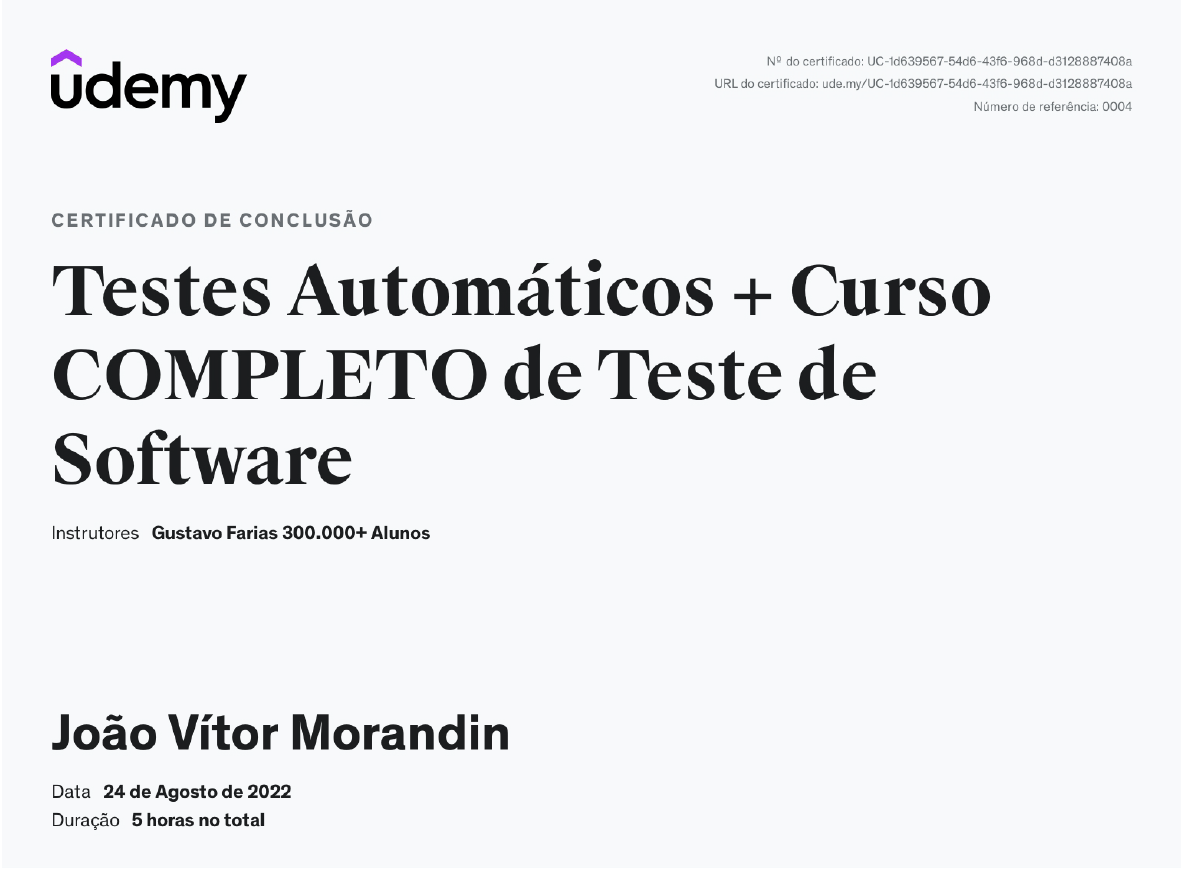 udemy
Nº do certificado: UC-1d639567-54d6-43f6-968d-d3128887408a
URL do certificado: ude.my/UC-1d639567-54d6-43f6-968d-d3128887408a
Número de referência: 0004
CERTIFICADO DE CONCLUSÃO
Testes Automáticos + Curso
COMPLETO de Teste de
Software
Instrutores Gustavo Farias 300.000+ Alunos
João Vítor Morandin
Data 24 de Agosto de 2022
Duração 5 horas no total